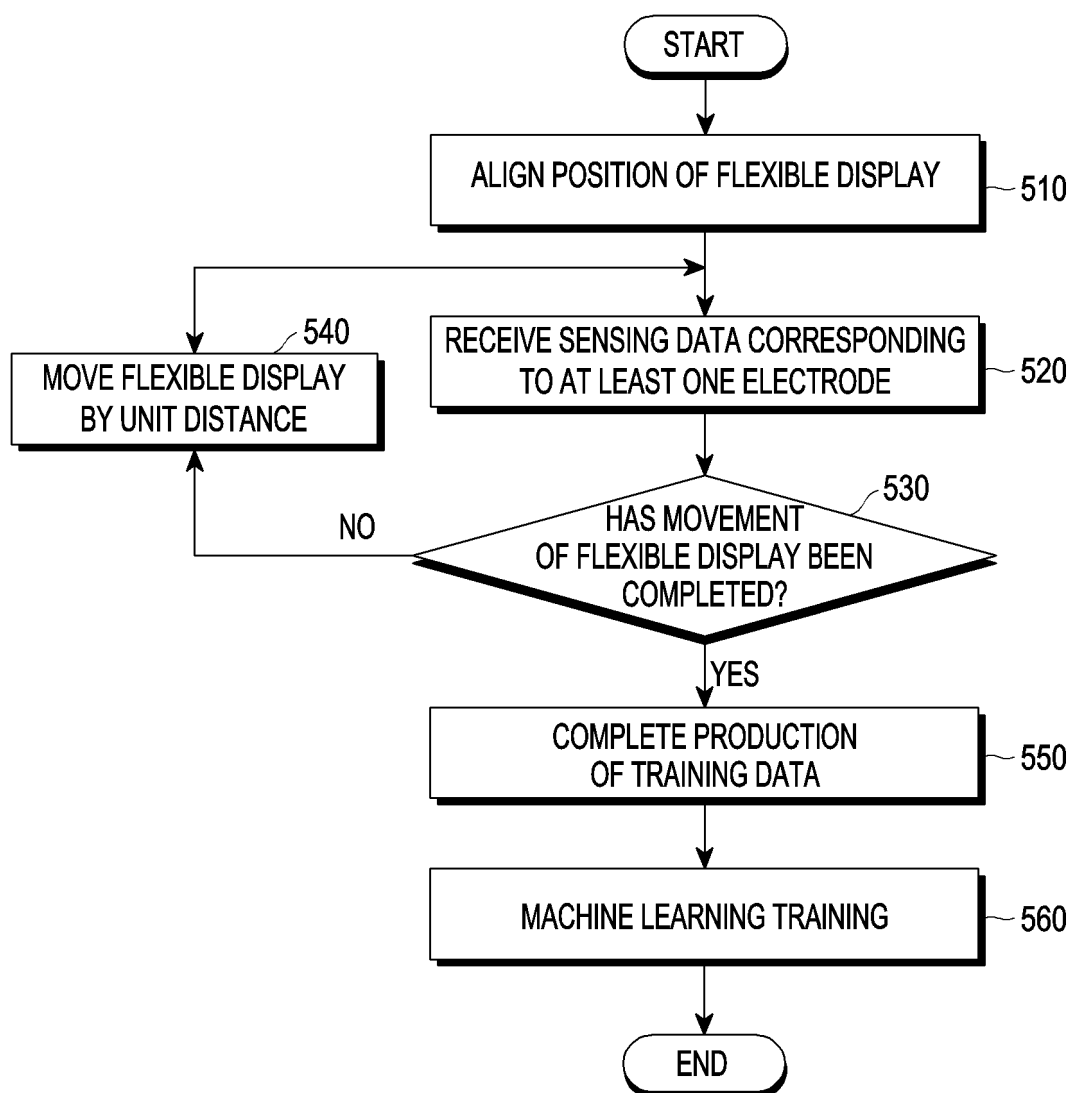 START
ALIGN POSITION OF FLEXIBLE DISPLAY
510
540
MOVE FLEXIBLE DISPLAY
BY UNIT DISTANCE
RECEIVE SENSING DATA CORRESPONDING
TO AT LEAST ONE ELECTRODE
520
530
HAS MOVEMENT
OF FLEXIBLE DISPLAY BEEN
COMPLETED?
NO
YES
COMPLETE PRODUCTION
OF TRAINING DATA
550
MACHINE LEARNING TRAINING
560
END